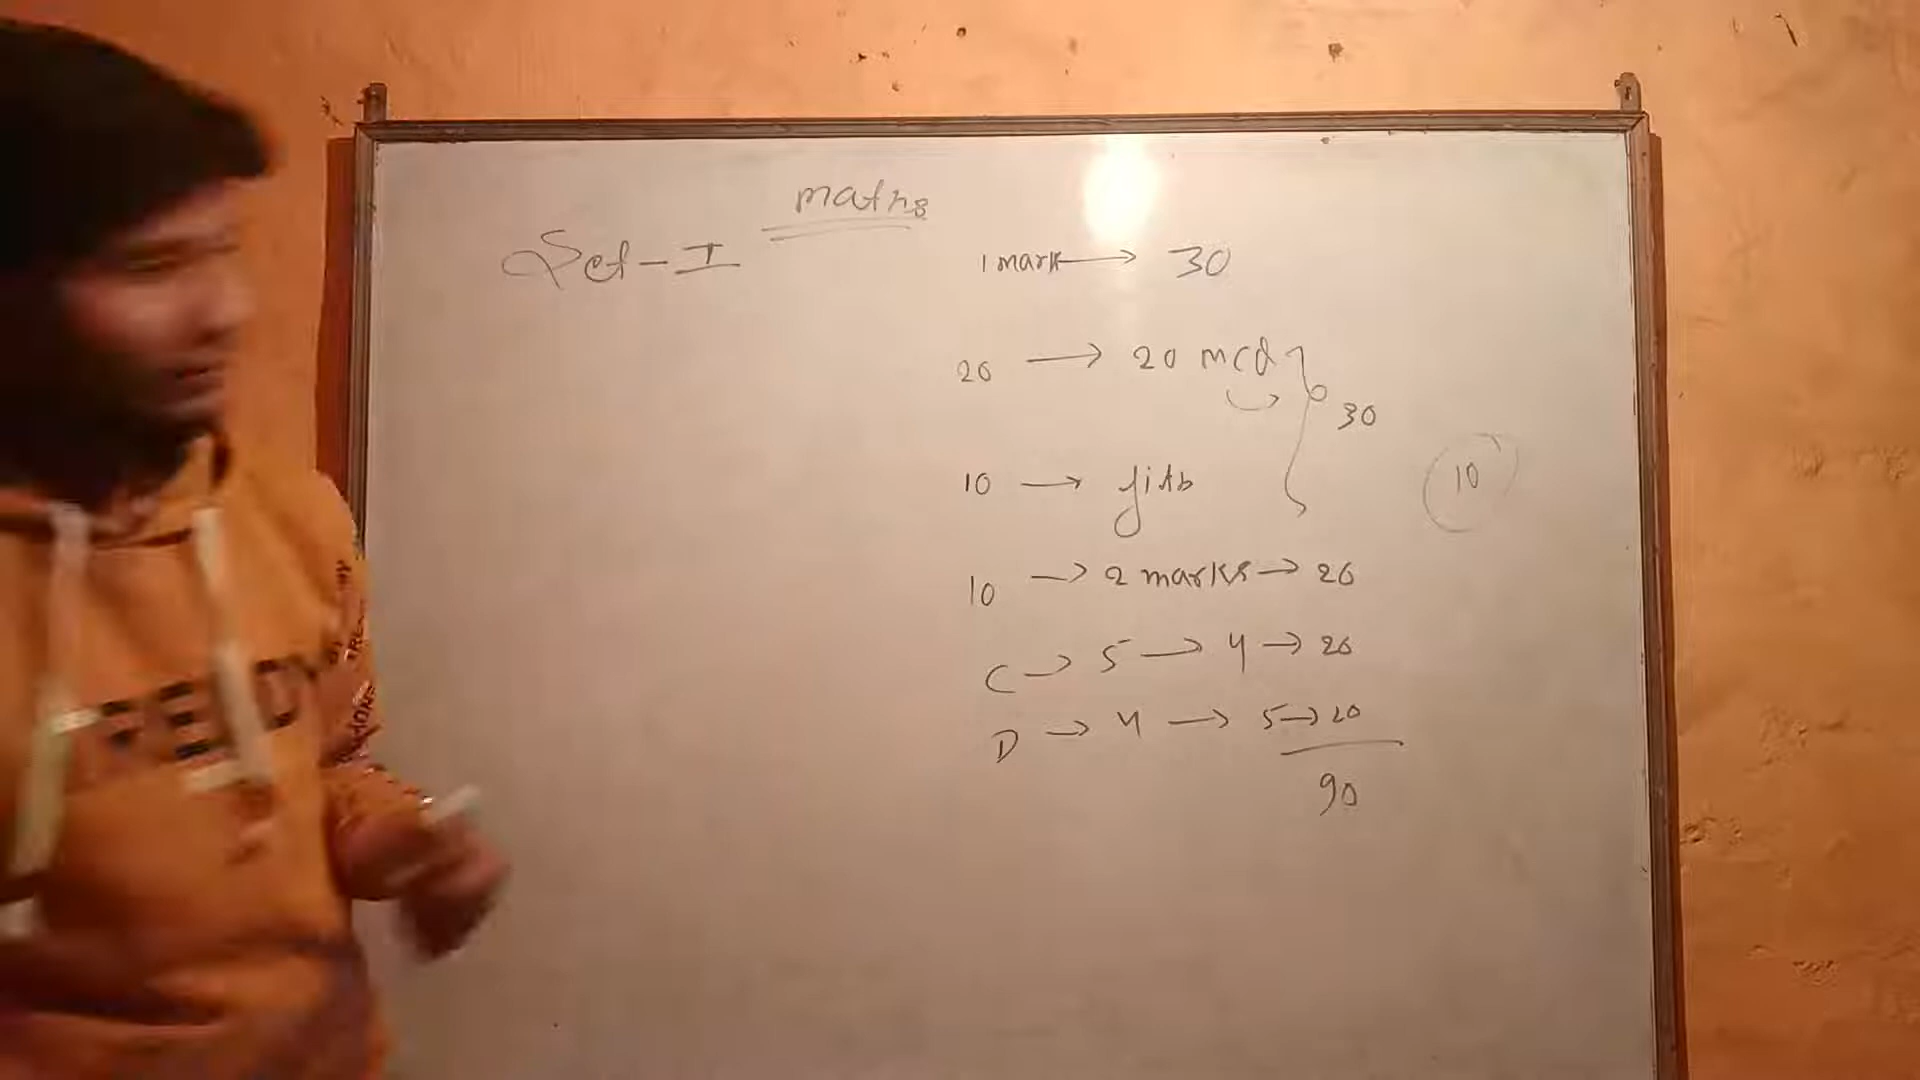 maths
Set-I
1 mark → 30
20 → 20 mcq
30
10 → fitb
10
10 → 2 marks → 20
C → 5 → 4 → 20
D → 4 → 5 → 20
90